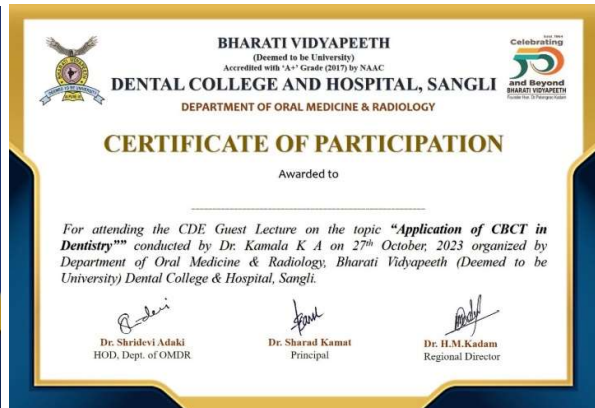 BHARATI VIDYAPEETH
(Deemed to be University)
Accredited with ‘A+’ Grade (2017) by NAAC
DENTAL COLLEGE AND HOSPITAL, SANGLI
DEPARTMENT OF ORAL MEDICINE & RADIOLOGY
Celebrating
50
and Beyond
BHARATI VIDYAPEETH
CERTIFICATE OF PARTICIPATION
Awarded to
For attending the CDE Guest Lecture on the topic “Application of CBCT in
Dentistry”” conducted by Dr. Kamala K A on 27th October, 2023 organized by
Department of Oral Medicine & Radiology, Bharati Vidyapeeth (Deemed to be
University) Dental College & Hospital, Sangli.
Dr. Shridevi Adaki
HOD, Dept. of OMDR
Dr. Sharad Kamat
Principal
Dr. H.M.Kadam
Regional Director